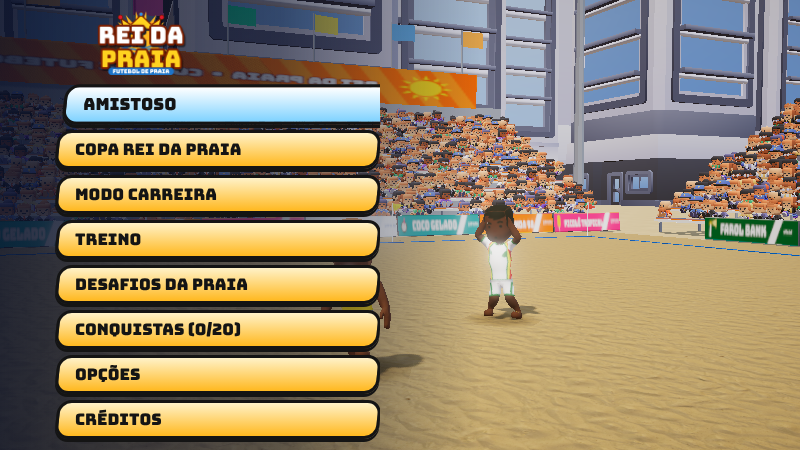 REI DA
PRAIA
FUTEBOL DE PRAIA
AMISTOSO
COPA REI DA PRAIA
MODO CARREIRA
TREINO
DESAFIOS DA PRAIA
CONQUISTAS (0/20)
OPÇÕES
CRÉDITOS
COCO GELADO
FAROL BANK
GELADO